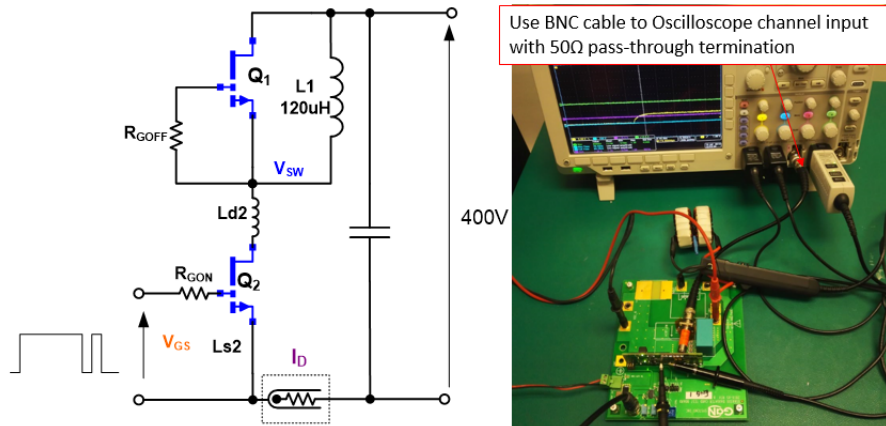 Q1
L1
120uH
RGOFF
VSW
Ld2
400V
RGON
Q2
VGS
Ls2
ID
Use BNC cable to Oscilloscope channel input
with 50Ω pass-through termination
GaN